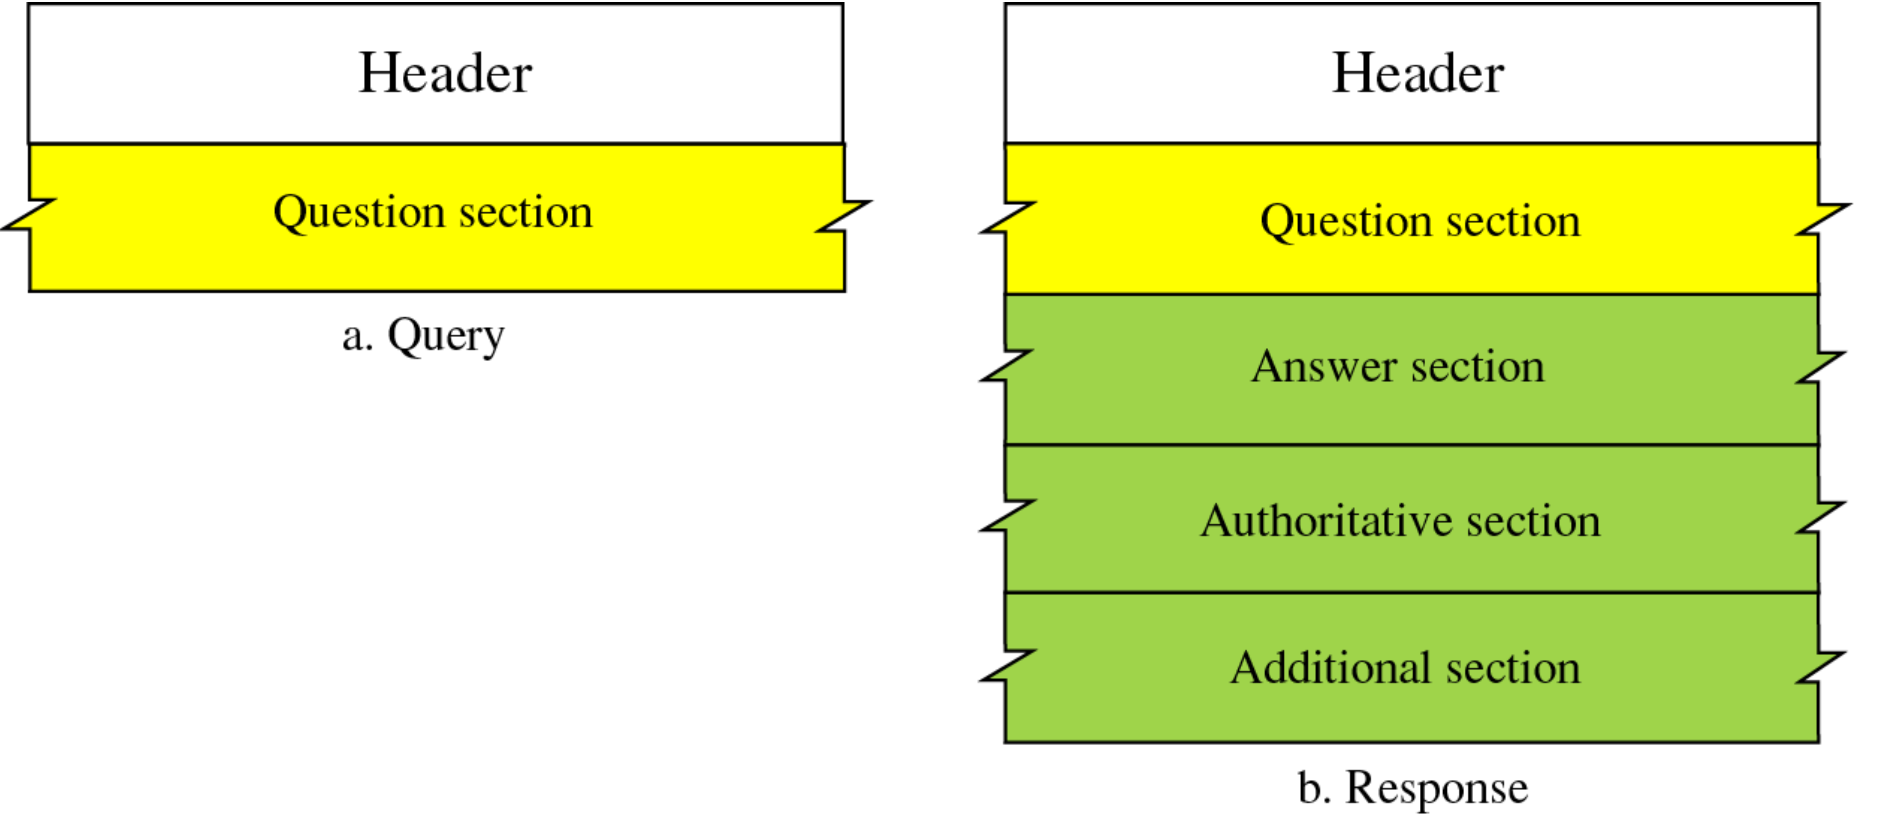 Header
Question section
a. Query
Header
Question section
Answer section
Authoritative section
Additional section
b. Response